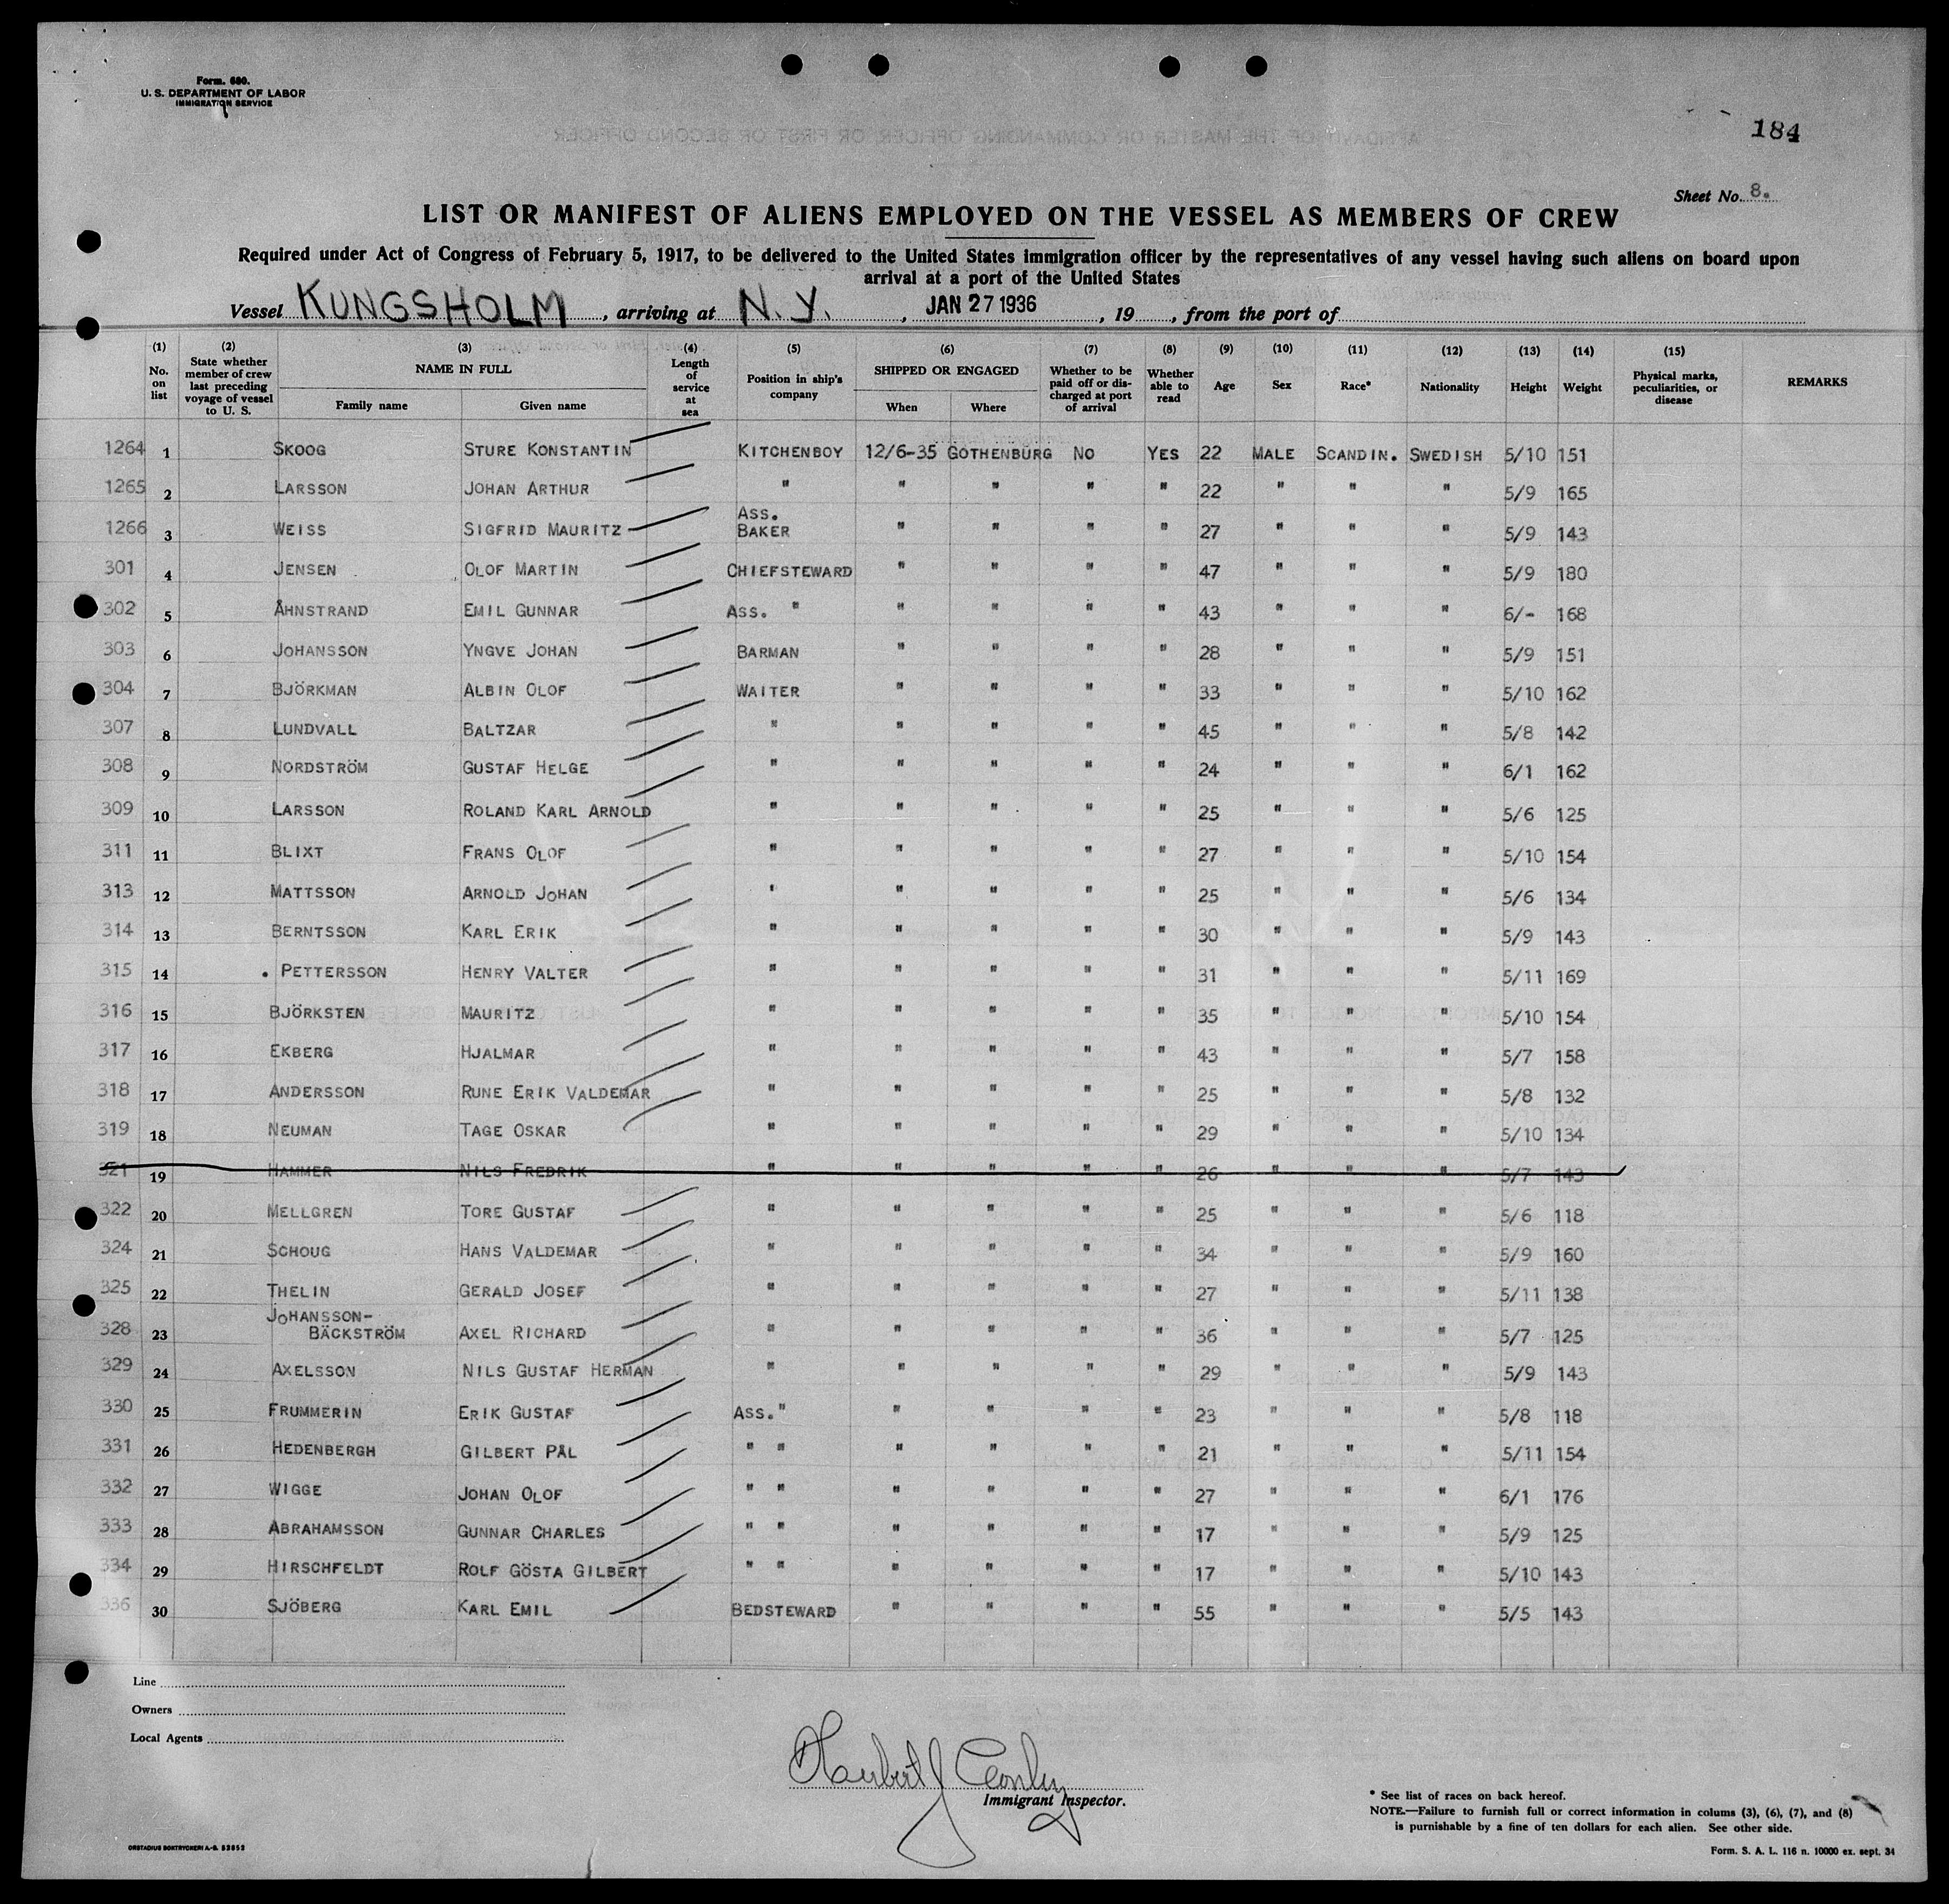 Form. 680.
U. S. DEPARTMENT OF LABOR
IMMIGRATION SERVICE
184
Sheet No. 8.
LIST OR MANIFEST OF ALIENS EMPLOYED ON THE VESSEL AS MEMBERS OF CREW
Required under Act of Congress of February 5, 1917, to be delivered to the United States immigration officer by the representatives of any vessel having such aliens on board upon
arrival at a port of the United States
Vessel KUNGSHOLM, arriving at N.Y., JAN 27 1936, 19, from the port of
(1) No. on list (2) State whether member of crew last preceding voyage of vessel to U. S. (3) NAME IN FULL Family name Given name (4) Length of service at sea (5) Position in ship's company (6) SHIPPED OR ENGAGED When Where (7) Whether to be paid off or discharged at port of arrival (8) Whether able to read (9) Age (10) Sex (11) Race* (12) Nationality (13) Height (14) Weight (15) Physical marks, peculiarities, or disease REMARKS
1264 1 SKOOG STURE KONSTANTIN KITCHENBOY 12/6-35 GOTHENBURG NO YES 22 MALE SCANDIN. SWEDISH 5/10 151
1265 2 LARSSON JOHAN ARTHUR " " " " " 22 " " " 5/9 165
1266 3 WEISS SIGFRID MAURITZ ASS. BAKER " " " " 27 " " " 5/9 143
301 4 JENSEN OLOF MARTIN CHIEFSTEWARD " " " " 47 " " " 5/9 180
302 5 ÅHNSTRAND EMIL GUNNAR ASS. " " " " " 43 " " " 6/- 168
303 6 JOHANSSON YNGVE JOHAN BARMAN " " " " 28 " " " 5/9 151
304 7 BJÖRKMAN ALBIN OLOF WAITER " " " " 33 " " " 5/10 162
307 8 LUNDVALL BALTZAR " " " " " 45 " " " 5/8 142
308 9 NORDSTRÖM GUSTAF HELGE " " " " " 24 " " " 6/1 162
309 10 LARSSON ROLAND KARL ARNOLD " " " " " 25 " " " 5/6 125
311 11 BLIXT FRANS OLOF " " " " " 27 " " " 5/10 154
313 12 MATTSSON ARNOLD JOHAN " " " " " 25 " " " 5/6 134
314 13 BERNTSSON KARL ERIK " " " " " 30 " " " 5/9 143
315 14 . PETTERSSON HENRY VALTER " " " " " 31 " " " 5/11 169
316 15 BJÖRKSTEN MAURITZ " " " " " 35 " " " 5/10 154
317 16 EKBERG HJALMAR " " " " " 43 " " " 5/7 158
318 17 ANDERSSON RUNE ERIK VALDEMAR " " " " " 25 " " " 5/8 132
319 18 NEUMAN TAGE OSKAR " " " " " 29 " " " 5/10 134
321 19 HAMMER NILS FREDRIK " " " " " 26 " " " 5/7 143
322 20 MELLGREN TORE GUSTAF " " " " " 25 " " " 5/6 118
324 21 SCHOUG HANS VALDEMAR " " " " " 34 " " " 5/9 160
325 22 THELIN GERALD JOSEF " " " " " 27 " " " 5/11 138
328 23 JOHANSSON-BÄCKSTRÖM AXEL RICHARD " " " " " 36 " " " 5/7 125
329 24 AXELSSON NILS GUSTAF HERMAN " " " " " 29 " " " 5/9 143
330 25 FRUMMERIN ERIK GUSTAF ASS." " " " " 23 " " " 5/8 118
331 26 HEDENBERGH GILBERT PÅL " " " " " " 21 " " " 5/11 154
332 27 WIGGE JOHAN OLOF " " " " " " 27 " " " 6/1 176
333 28 ABRAHAMSSON GUNNAR CHARLES " " " " " " 17 " " " 5/9 125
334 29 HIRSCHFELDT ROLF GÖSTA GILBERT " " " " " " 17 " " " 5/10 143
336 30 SJÖBERG KARL EMIL BEDSTEWARD " " " " 55 " " " 5/5 143
Line
Owners
Local Agents
Herbert J
Immigrant Inspector.
* See list of races on back hereof.
NOTE.—Failure to furnish full or correct information in colums (3), (6), (7), and (8)
is punishable by a fine of ten dollars for each alien. See other side.
Form. S. A. L. 116 n. 10000 ex. sept. 34